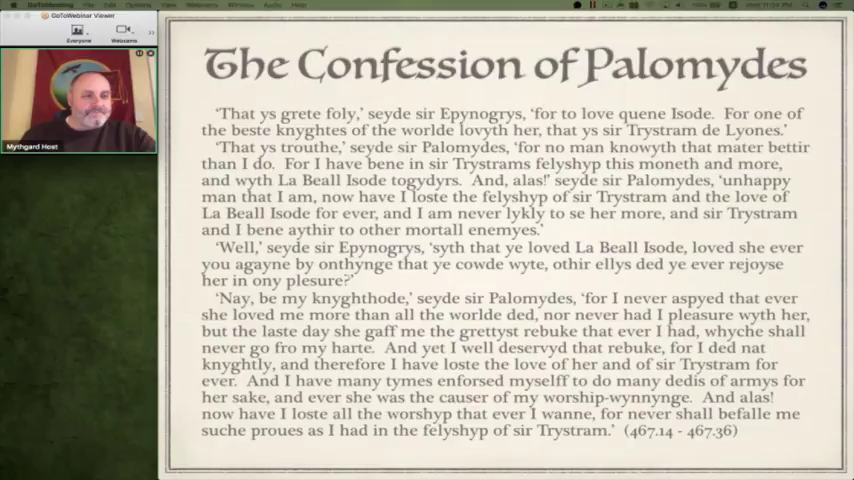 GoToMeeting File Edit View Webcams Window Audio Help
GoToWebinar Viewer
Everyone
Webcams
Mythgard Host
The Confession of Palomydes
'That ys grete foly,' seyde sir Epynogrys, 'for to love quene Isode. For one of
the beste knyghtes of the worlde lovyth her, that ys sir Trystram de Lyones.'
'That ys trouthe,' seyde sir Palomydes, 'for no man knowyth that mater bettir
than I do. For I have bene in sir Trystrams felyshyp this moneth and more,
and wyth La Beall Isode togydyrs. And, alas!' seyde sir Palomydes, 'unhappy
man that I am, now have I loste the felyshyp of sir Trystram and the love of
La Beall Isode for ever, and I am never lykly to se her more, and sir Trystram
and I bene aythir to other mortall enemyes.'
'Well,' seyde sir Epynogrys, 'syth that ye loved La Beall Isode, loved she ever
you agayne by onthynge that ye cowde wyte, othir ellys ded ye ever rejoyse
her in ony plesure?'
'Nay, be my knyghthode,' seyde sir Palomydes, 'for I never aspyed that ever
she loved me more than all the worlde ded, nor never had I pleasure wyth her,
but the laste day she gaff me the grettyst rebuke that ever I had, whyche shall
never go fro my harte. And yet I well deservyd that rebuke, for I ded nat
knyghtly, and therefore I have loste the love of her and of sir Trystram for
ever. And I have many tymes enforsed myselff to do many dedis of armys for
her sake, and ever she was the causer of my worship-wynnynge. And alas!
now have I loste all the worshyp that ever I wanne, for never shall befalle me
suche proues as I had in the felyshyp of sir Trystram.' (467.14 - 467.36)